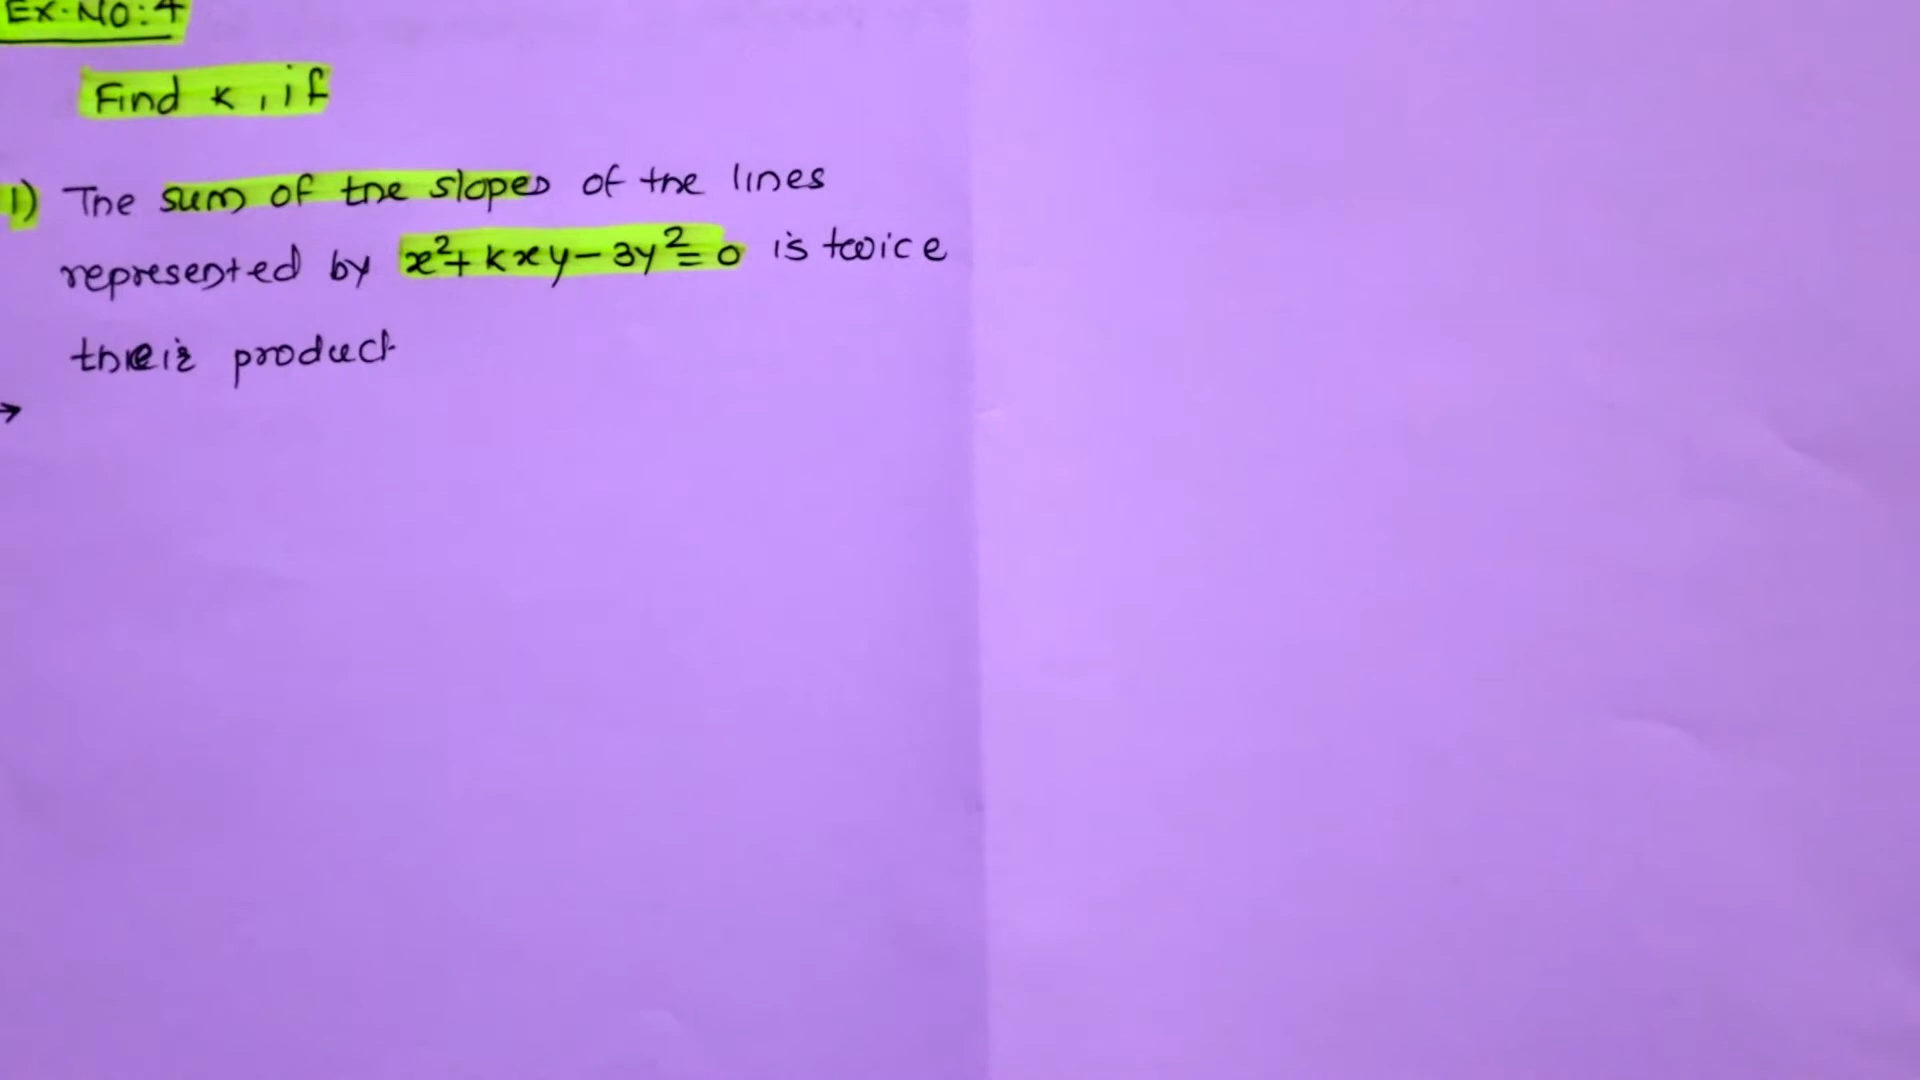 EX. NO: 4
Find k, if
1) The sum of the slopes of the lines
represented by x²+ kxy - 3y² = 0 is twice
their product
→